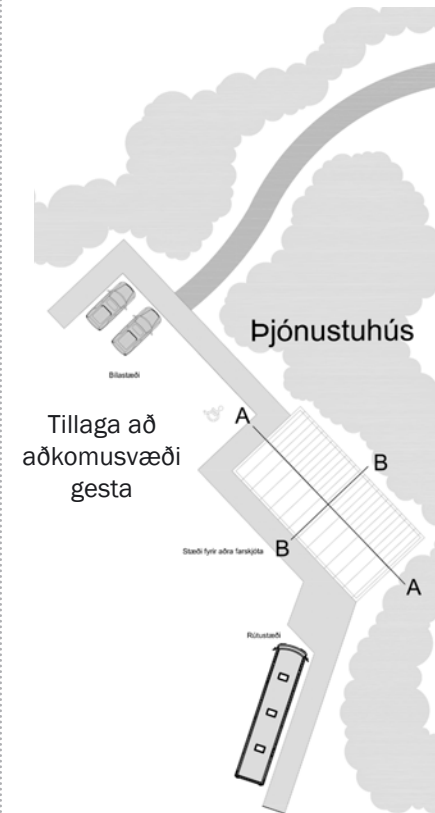 Þjónustuhús
Bílastæði
Tillaga að
aðkomusvæði
gesta
A
B
Stæði fyrir aðra farskjóta
B
A
Rútustæði